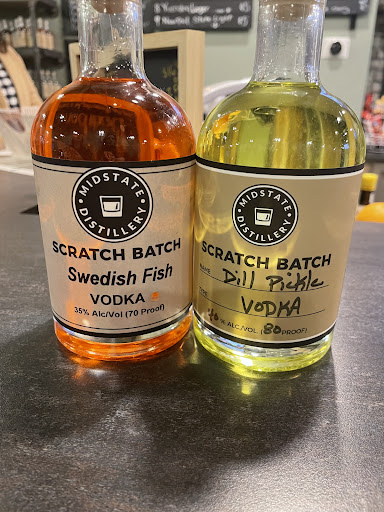 MIDSTATE
DISTILLERY
SCRATCH BATCH
Swedish Fish
VODKA
35% Alc/Vol (70 Proof)
MIDSTATE
DISTILLERY
SCRATCH BATCH
NAME Dill Pickle
TYPE VODKA
40% ALC/VOL (80 PROOF)